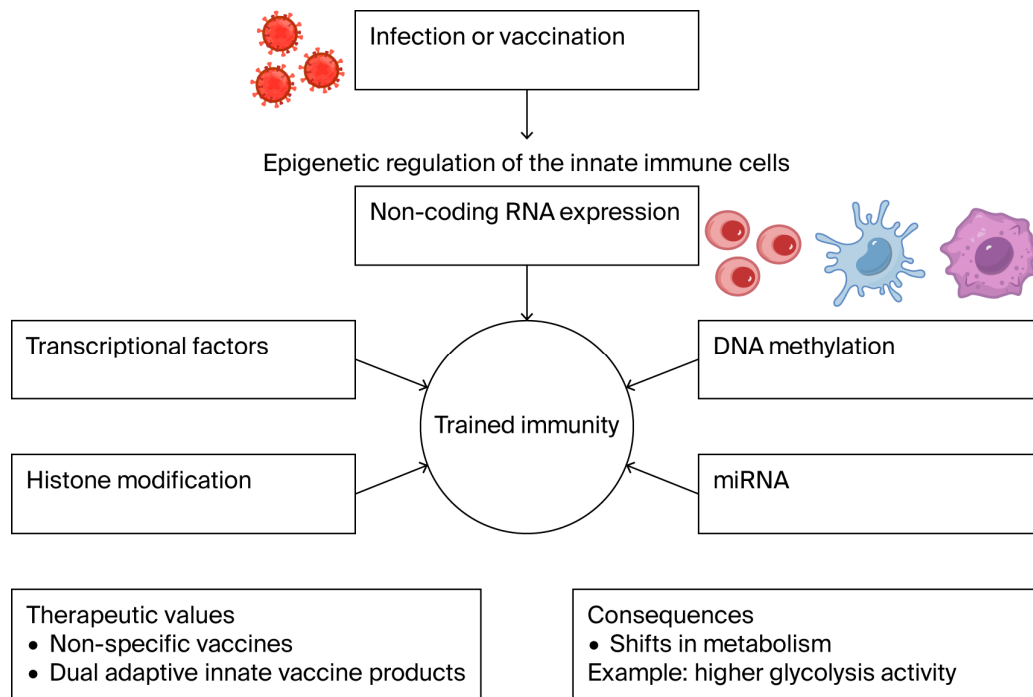 Infection or vaccination
Epigenetic regulation of the innate immune cells
Non-coding RNA expression
Transcriptional factors
DNA methylation
Trained immunity
Histone modification
miRNA
Therapeutic values
• Non-specific vaccines
• Dual adaptive innate vaccine products
Consequences
• Shifts in metabolism
Example: higher glycolysis activity